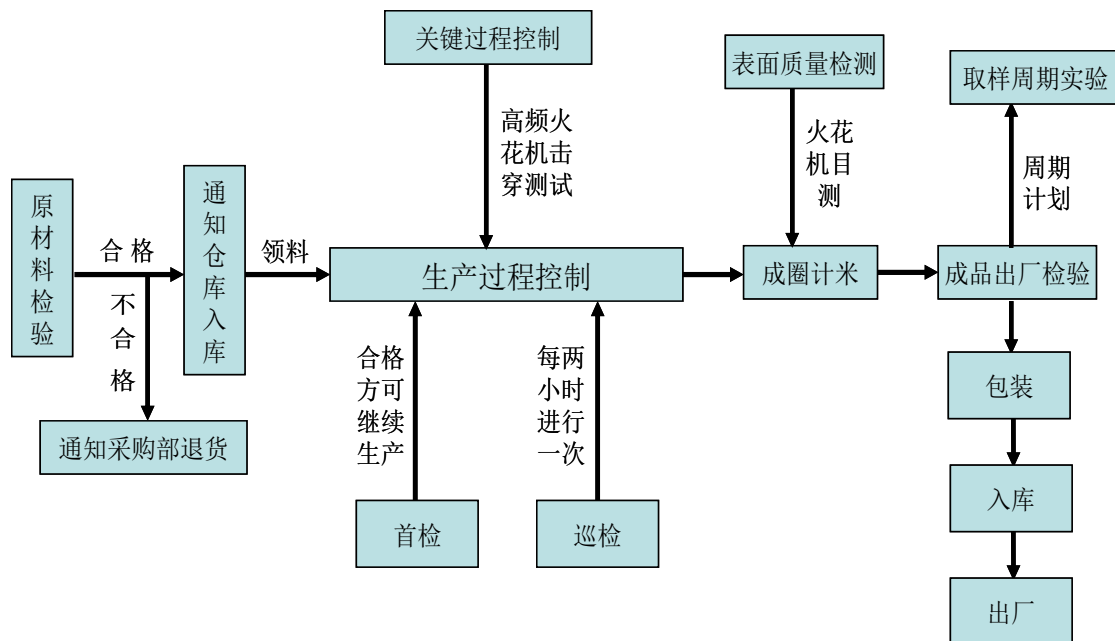 关键过程控制
表面质量检测
取样周期实验
高频火
花机击
穿测试
火花
机目
测
周期
计划
原
材
料
检
验
合 格
不
合
格
通
知
仓
库
入
库
领料
生产过程控制
成圈计米
成品出厂检验
通知采购部退货
合格
方可
继续
生产
每两
小时
进行
一次
首检
巡检
包装
入库
出厂